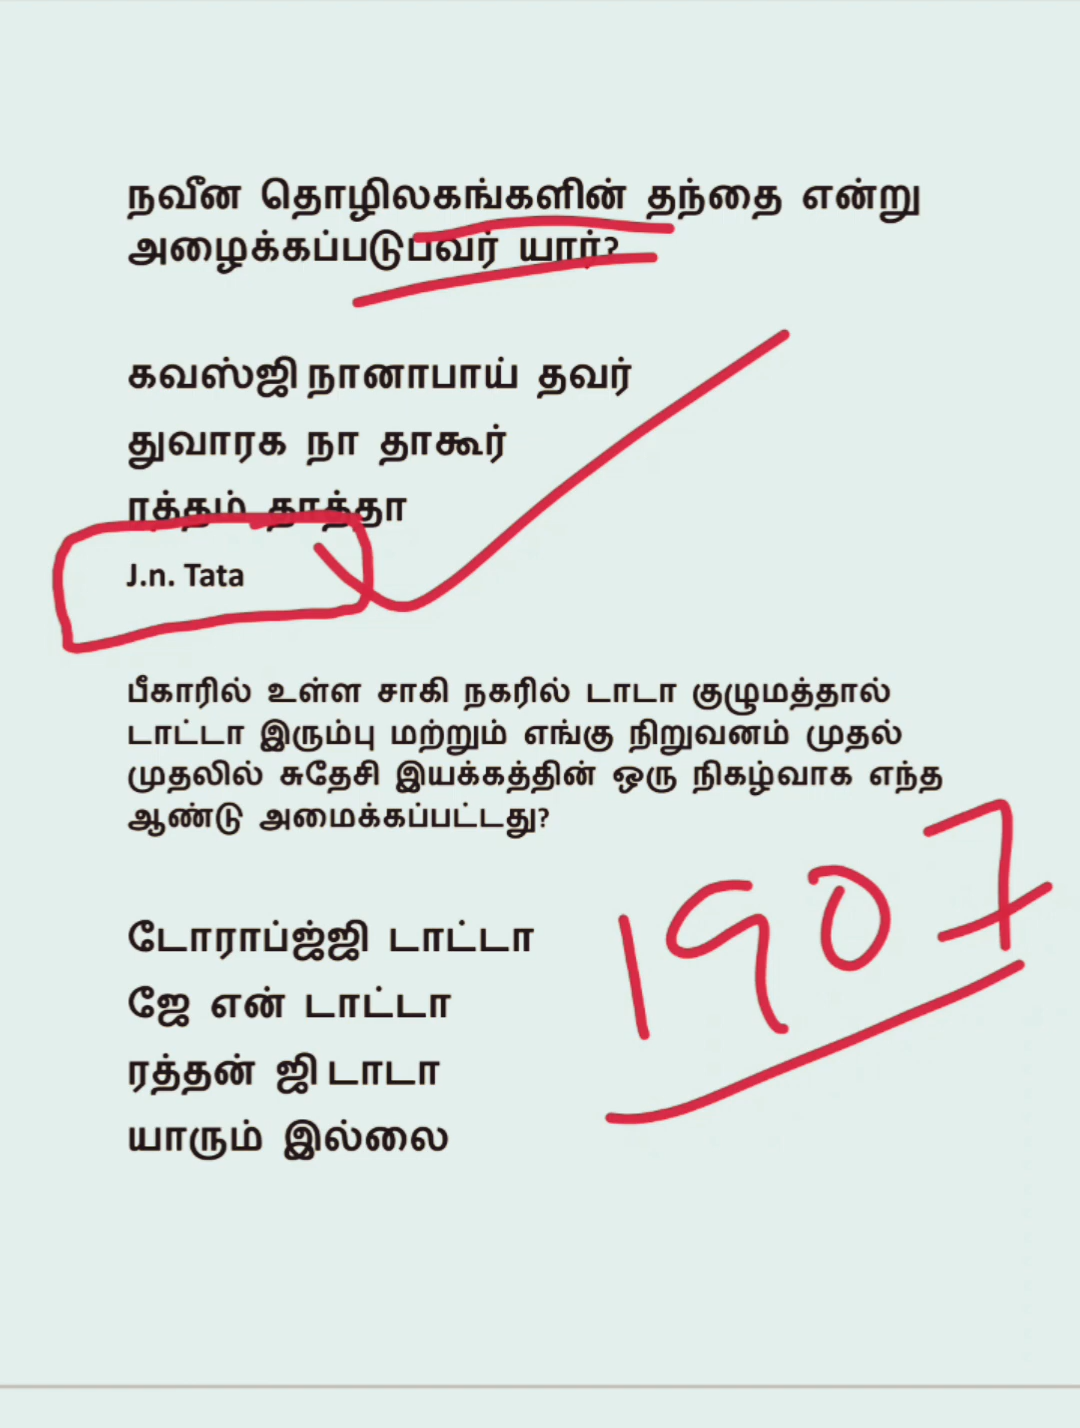 நவீன தொழிலகங்களின் தந்தை என்று
அழைக்கப்படுபவர் யார்?
கவஸ்ஜி நானாபாய் தவர்
துவாரக நா தாகூர்
ரத்தம் தாத்தா
J.n. Tata
பீகாரில் உள்ள சாகி நகரில் டாடா குழுமத்தால்
டாட்டா இரும்பு மற்றும் எங்கு நிறுவனம் முதல்
முதலில் சுதேசி இயக்கத்தின் ஒரு நிகழ்வாக எந்த
ஆண்டு அமைக்கப்பட்டது?
1907
டோராப்ஜ்ஜி டாட்டா
ஜே என் டாட்டா
ரத்தன் ஜி டாடா
யாரும் இல்லை